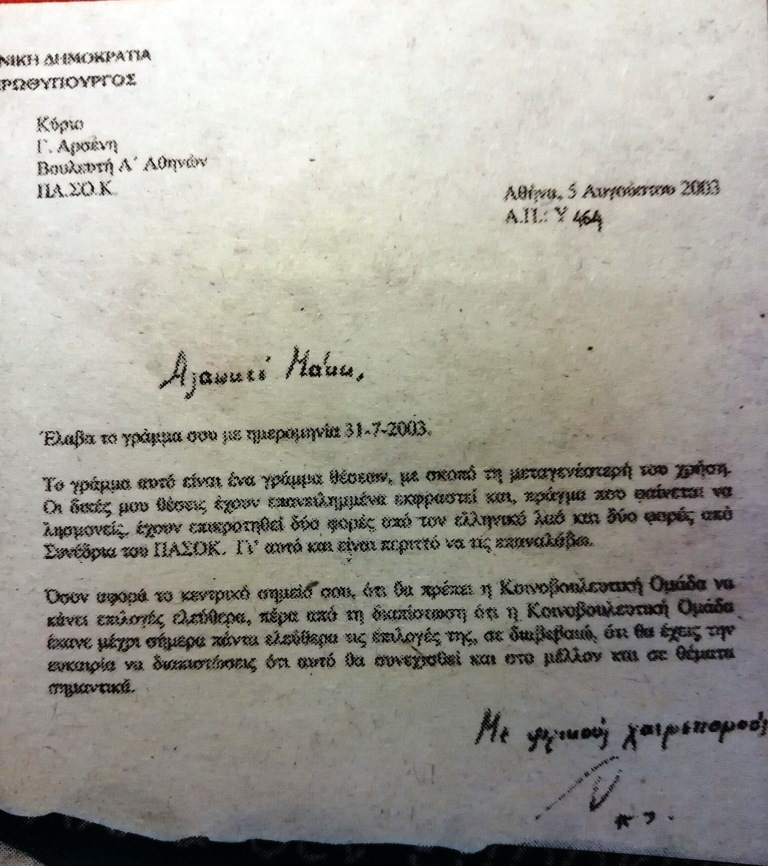 ΝΙΚΗ ΔΗΜΟΚΡΑΤΙΑ
ΡΩΘΥΠΟΥΡΓΟΣ
Κύριο
Γ. Αρσένη
Βουλευτή Α΄ Αθηνών
ΠΑ.ΣΟ.Κ.
Αθήνα, 5 Αυγούστου 2003
Α.Π.: Υ 464
Αγαπητέ Μάκη,
Έλαβα το γράμμα σου με ημερομηνία 31-7-2003.
Το γράμμα αυτό είναι ένα γράμμα θέσεων, με σκοπό τη μεταγενέστερή του χρήση.
Οι δικές μου θέσεις έχουν επανειλημμένα εκφραστεί και, πράγμα που φαίνεται να
λησμονείς, έχουν επικροτηθεί δύο φορές από τον ελληνικό λαό και δύο φορές από
Συνέδρια του ΠΑΣΟΚ. Γι' αυτό και είναι περιττό να τις επαναλάβω.
Όσον αφορά το κεντρικό σημείο σου, ότι θα πρέπει η Κοινοβουλευτική Ομάδα να
κάνει επιλογές ελεύθερα, πέρα από τη διαπίστωση ότι η Κοινοβουλευτική Ομάδα
έκανε μέχρι σήμερα πάντα ελεύθερα τις επιλογές της, σε διαβεβαιώ, ότι θα έχεις την
ευκαιρία να διαπιστώσεις ότι αυτό θα συνεχισθεί και στο μέλλον και σε θέματα
σημαντικά.
Με φιλικούς χαιρετισμούς